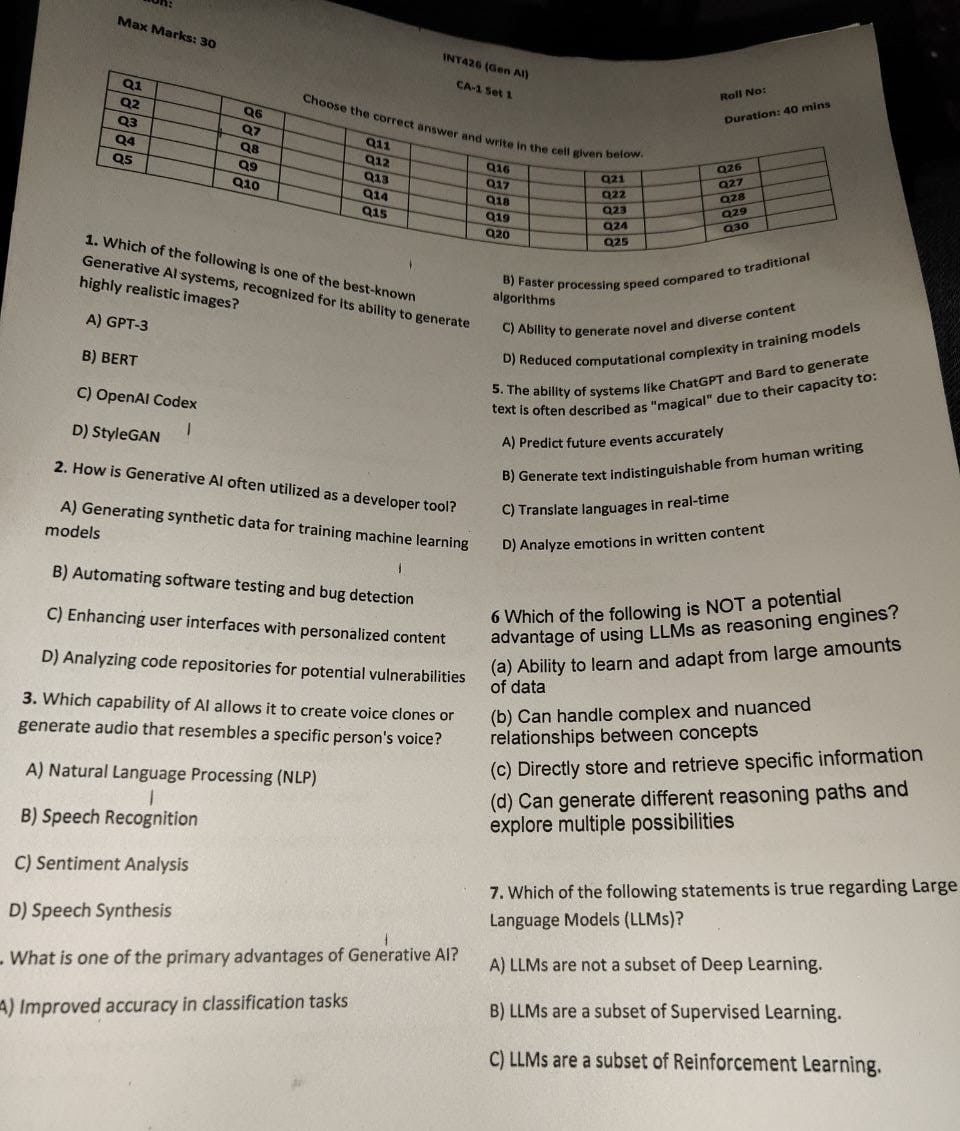 Max Marks: 30
INT426 (Gen AI)
CA-1 Set 1
Roll No:
Duration: 40 mins
Choose the correct answer and write in the cell given below.
Q1 Q6 Q11 Q16 Q21 Q26
Q2 Q7 Q12 Q17 Q22 Q27
Q3 Q8 Q13 Q18 Q23 Q28
Q4 Q9 Q14 Q19 Q24 Q29
Q5 Q10 Q15 Q20 Q25 Q30
1. Which of the following is one of the best-known
Generative AI systems, recognized for its ability to generate
highly realistic images?
A) GPT-3
B) BERT
C) OpenAI Codex
D) StyleGAN
2. How is Generative AI often utilized as a developer tool?
A) Generating synthetic data for training machine learning
models
B) Automating software testing and bug detection
C) Enhancing user interfaces with personalized content
D) Analyzing code repositories for potential vulnerabilities
3. Which capability of AI allows it to create voice clones or
generate audio that resembles a specific person's voice?
A) Natural Language Processing (NLP)
B) Speech Recognition
C) Sentiment Analysis
D) Speech Synthesis
. What is one of the primary advantages of Generative AI?
A) Improved accuracy in classification tasks
B) Faster processing speed compared to traditional
algorithms
C) Ability to generate novel and diverse content
D) Reduced computational complexity in training models
5. The ability of systems like ChatGPT and Bard to generate
text is often described as "magical" due to their capacity to:
A) Predict future events accurately
B) Generate text indistinguishable from human writing
C) Translate languages in real-time
D) Analyze emotions in written content
6 Which of the following is NOT a potential
advantage of using LLMs as reasoning engines?
(a) Ability to learn and adapt from large amounts
of data
(b) Can handle complex and nuanced
relationships between concepts
(c) Directly store and retrieve specific information
(d) Can generate different reasoning paths and
explore multiple possibilities
7. Which of the following statements is true regarding Large
Language Models (LLMs)?
A) LLMs are not a subset of Deep Learning.
B) LLMs are a subset of Supervised Learning.
C) LLMs are a subset of Reinforcement Learning.